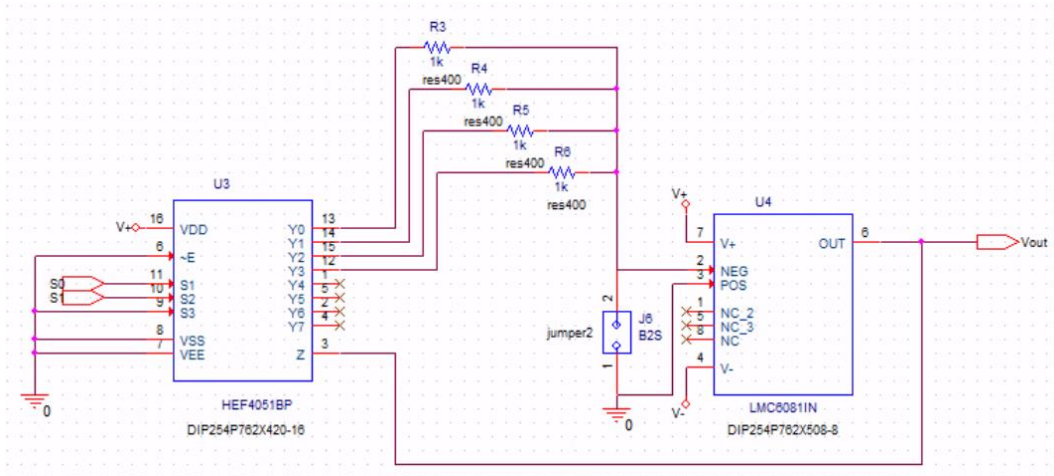 R3
1k
res400
R4
1k
res400
R5
1k
res400
R6
1k
res400
U3
V+
16
VDD
6
~E
S0
11
S1
S1
10
S2
9
S3
8
VSS
7
VEE
Y0
13
Y1
14
Y2
15
Y3
12
Y4
1
Y5
5
Y6
2
Y7
4
Z
3
HEF4051BP
DIP254P762X420-16
0
jumper2
2
J6
B2S
1
0
U4
V+
7
V+
2
NEG
3
POS
1
NC_2
5
NC_3
8
NC
4
V-
V-
OUT
6
Vout
LMC6081IN
DIP254P762X508-8